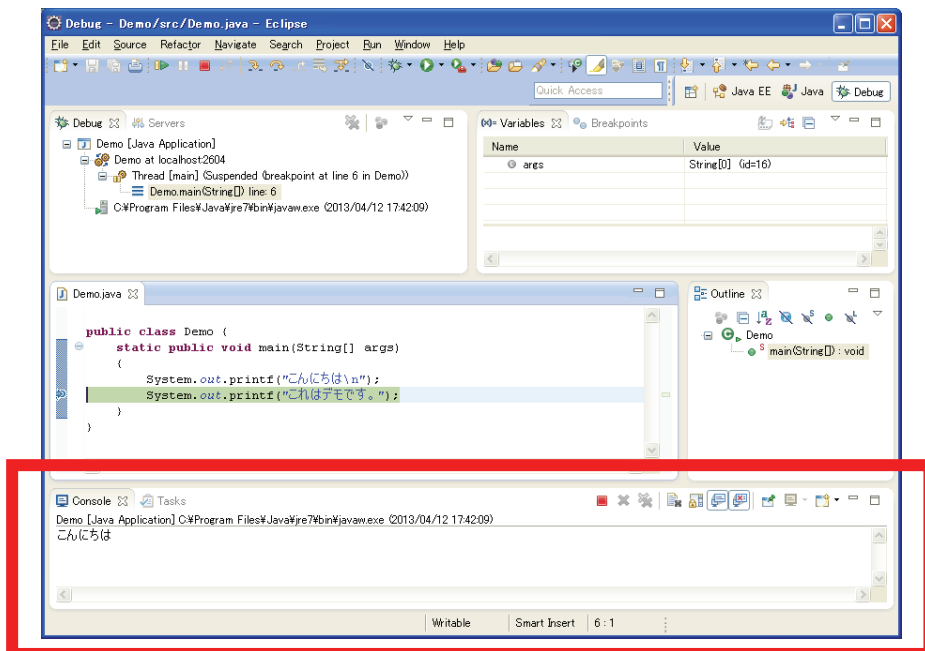 Debug - Demo/src/Demo.java - Eclipse
File Edit Source Refactor Navigate Search Project Run Window Help
Quick Access
Java EE Java Debug
Debug Servers
Demo [Java Application]
Demo at localhost:2604
Thread [main] (Suspended (breakpoint at line 6 in Demo))
Demo.main(String[]) line: 6
C:¥Program Files¥Java¥jre7¥bin¥javaw.exe (2013/04/12 17:42:09)
(x)= Variables Breakpoints
Name Value
args String[0] (id=16)
Demo.java
public class Demo {
static public void main(String[] args)
{
System.out.printf("こんにちは\n");
System.out.printf("これはデモです。");
}
}
Outline
Demo
main(String[]) : void
Console Tasks
Demo [Java Application] C:¥Program Files¥Java¥jre7¥bin¥javaw.exe (2013/04/12 17:42:09)
こんにちは
Writable Smart Insert 6 : 1